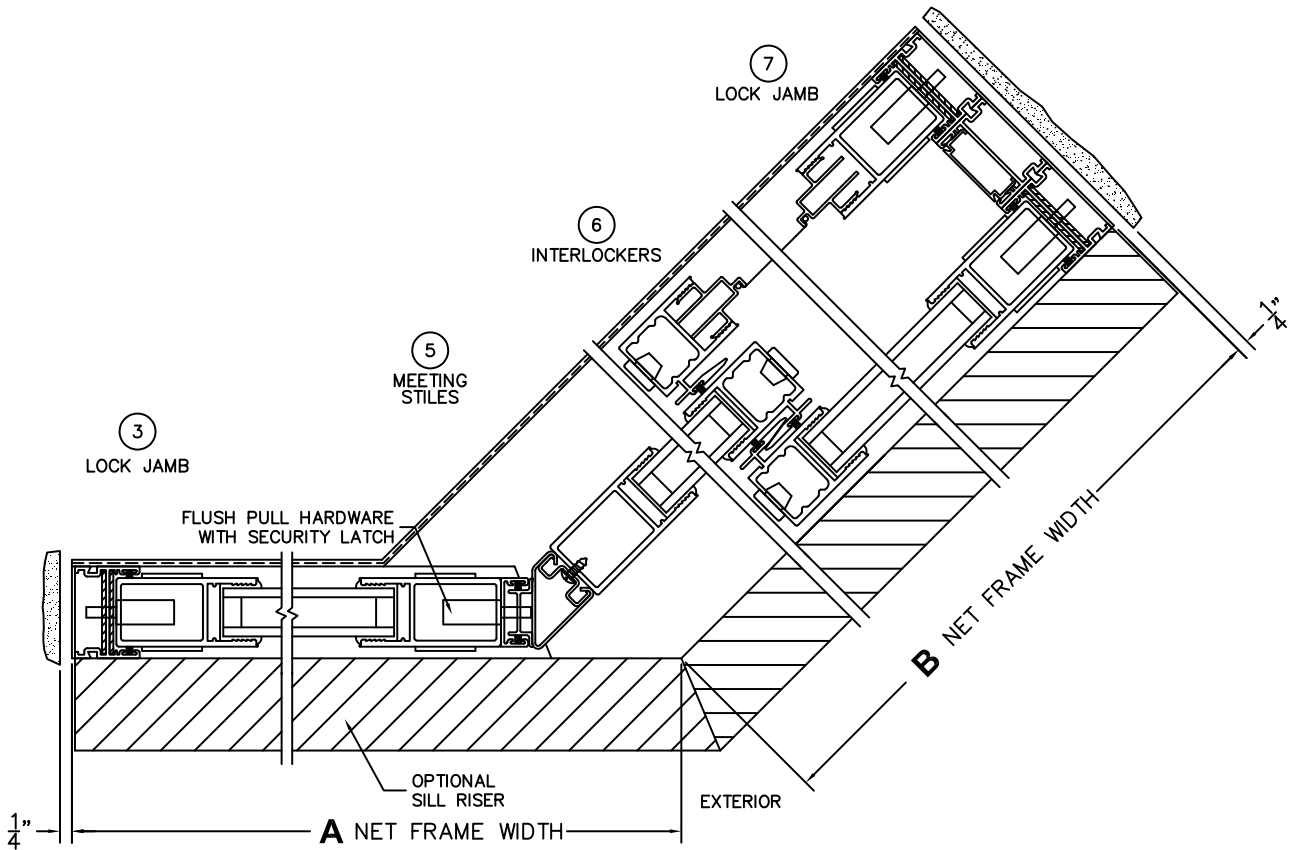 7
LOCK JAMB
6
INTERLOCKERS
5
MEETING
STILES
3
LOCK JAMB
FLUSH PULL HARDWARE
WITH SECURITY LATCH
1/4"
B NET FRAME WIDTH
OPTIONAL
SILL RISER
EXTERIOR
1/4"
A NET FRAME WIDTH